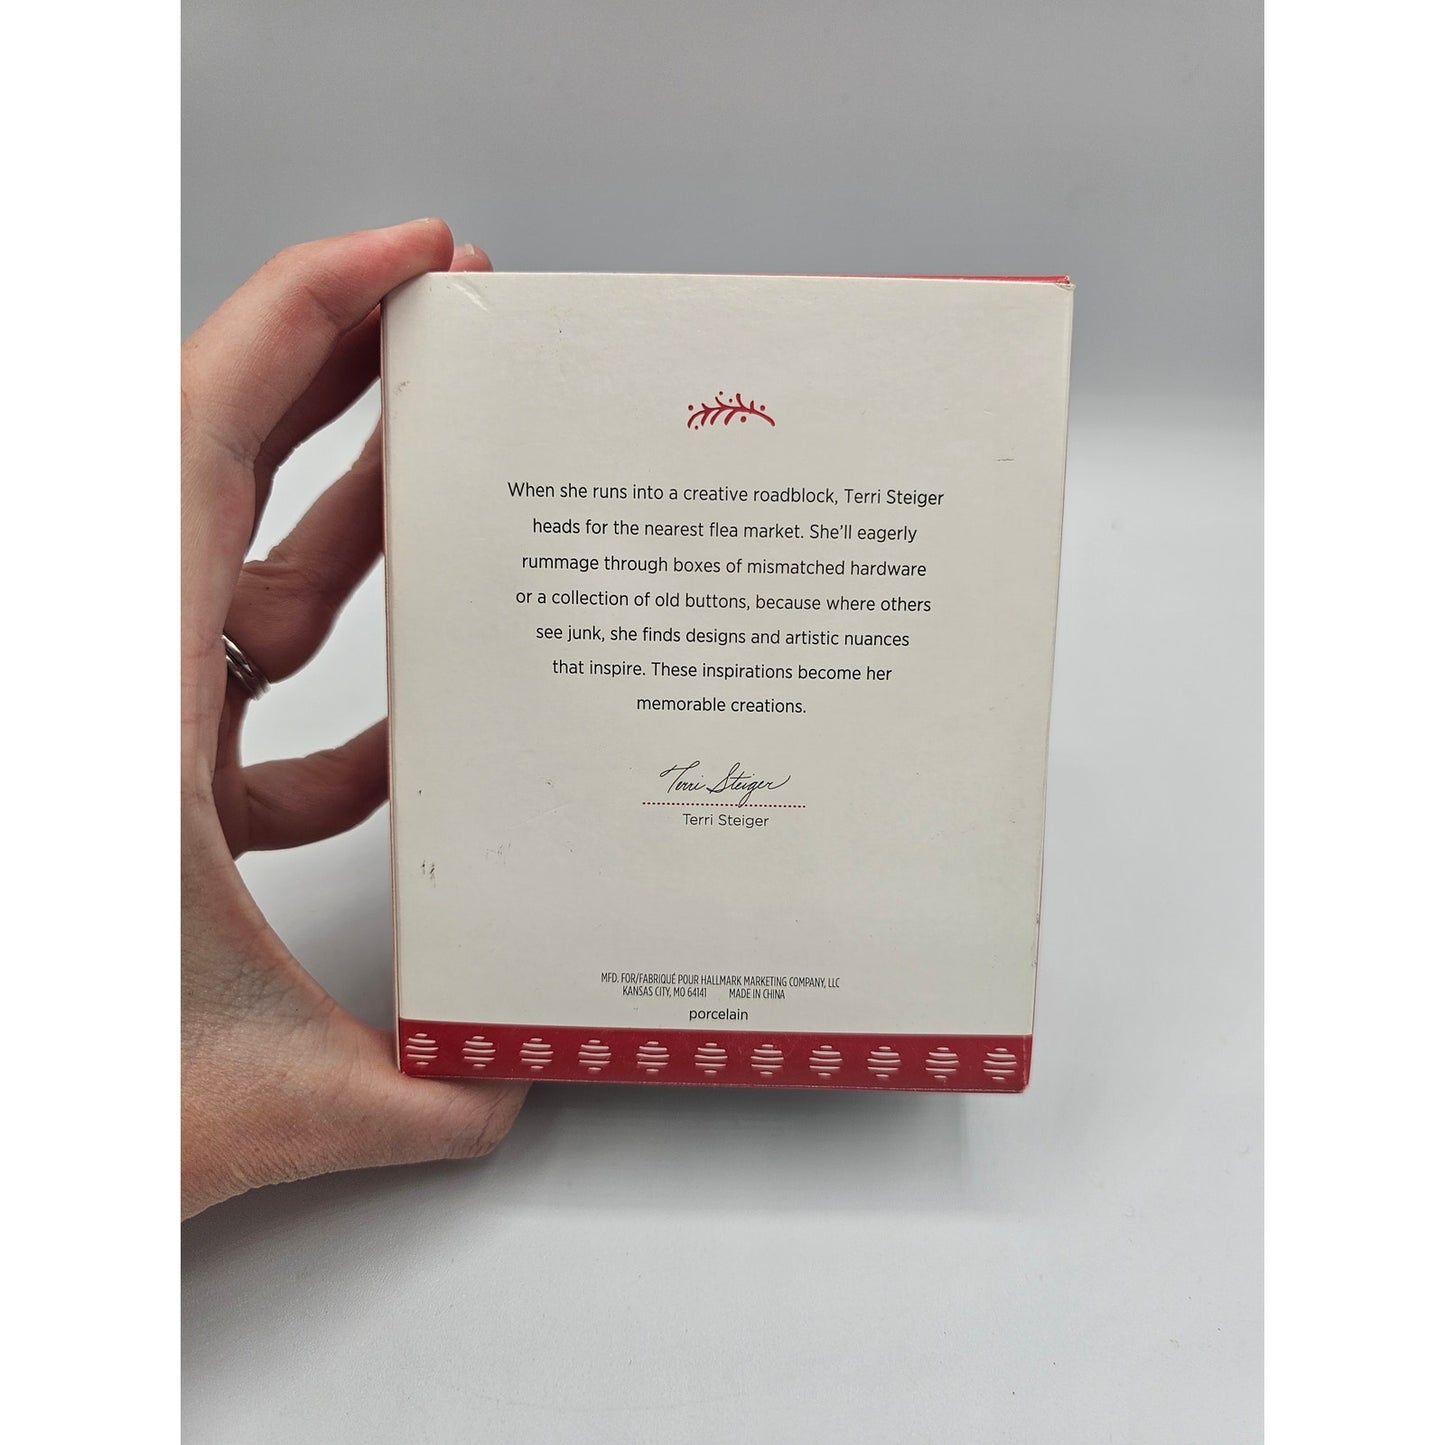 When she runs into a creative roadblock, Terri Steiger
heads for the nearest flea market. She'll eagerly
rummage through boxes of mismatched hardware
or a collection of old buttons, because where others
see junk, she finds designs and artistic nuances
that inspire. These inspirations become her
memorable creations.
Terri Steiger
Terri Steiger
MFD. FOR/FABRIQUÉ POUR HALLMARK MARKETING COMPANY, LLC
KANSAS CITY, MO 64141 MADE IN CHINA
porcelain